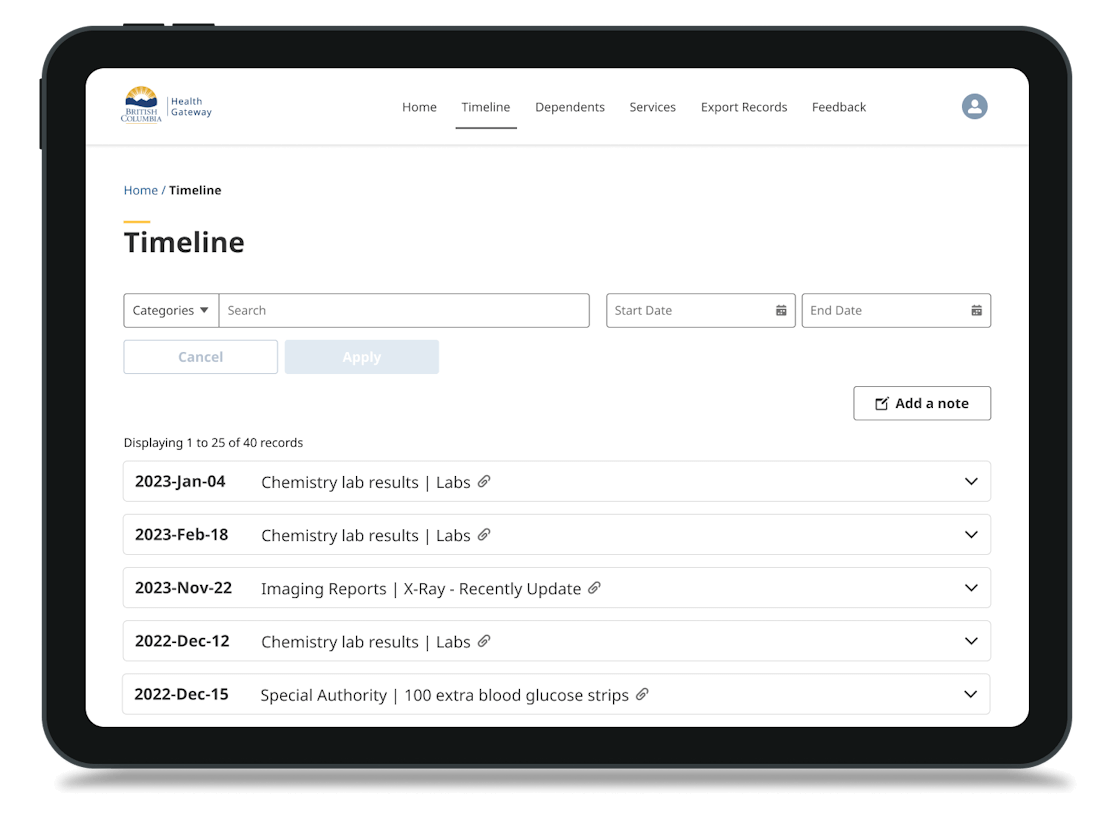 BRITISH COLUMBIA
Health Gateway
Home Timeline Dependents Services Export Records Feedback
Home / Timeline
Timeline
Categories Search Start Date End Date
Cancel Apply
Add a note
Displaying 1 to 25 of 40 records
2023-Jan-04 Chemistry lab results | Labs
2023-Feb-18 Chemistry lab results | Labs
2023-Nov-22 Imaging Reports | X-Ray - Recently Update
2022-Dec-12 Chemistry lab results | Labs
2022-Dec-15 Special Authority | 100 extra blood glucose strips